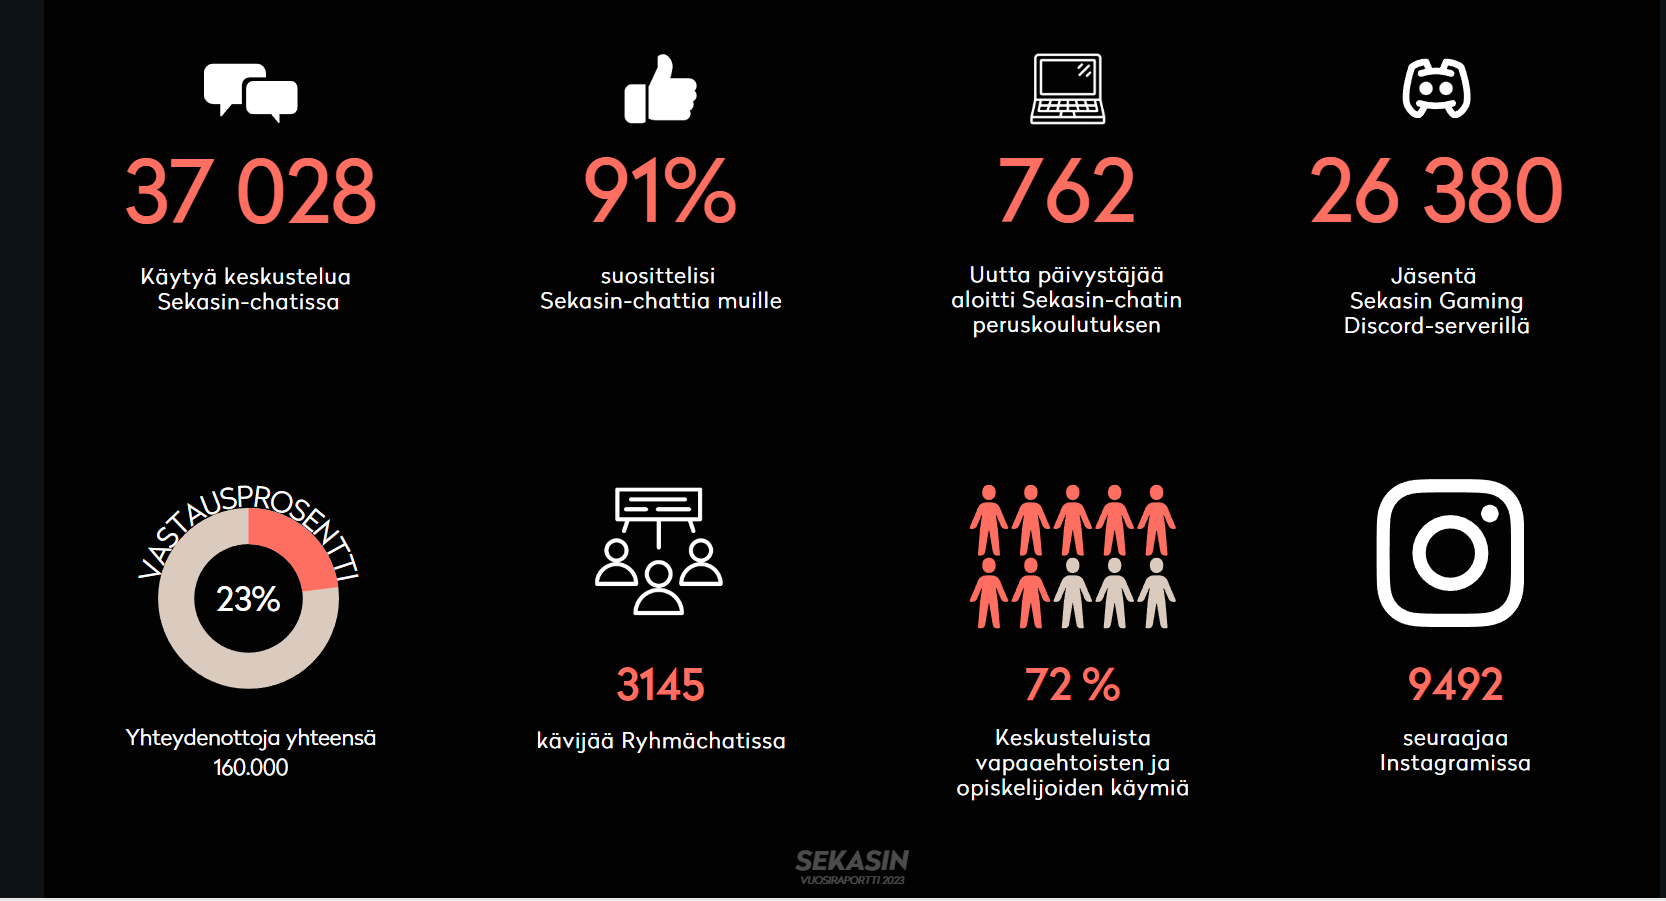 37 028
Käytyä keskustelua
Sekasin-chatissa
91%
suosittelisi
Sekasin-chattia muille
762
Uutta päivystäjää
aloitti Sekasin-chatin
peruskoulutuksen
26 380
Jäsentä
Sekasin Gaming
Discord-serverillä
VASTAUSPROSENTTI
23%
Yhteydenottoja yhteensä
160.000
3145
kävijää Ryhmächatissa
72 %
Keskusteluista
vapaaehtoisten ja
opiskelijoiden käymiä
9492
seuraajaa
Instagramissa
SEKASIN
VUOSIRAPORTTI 2023